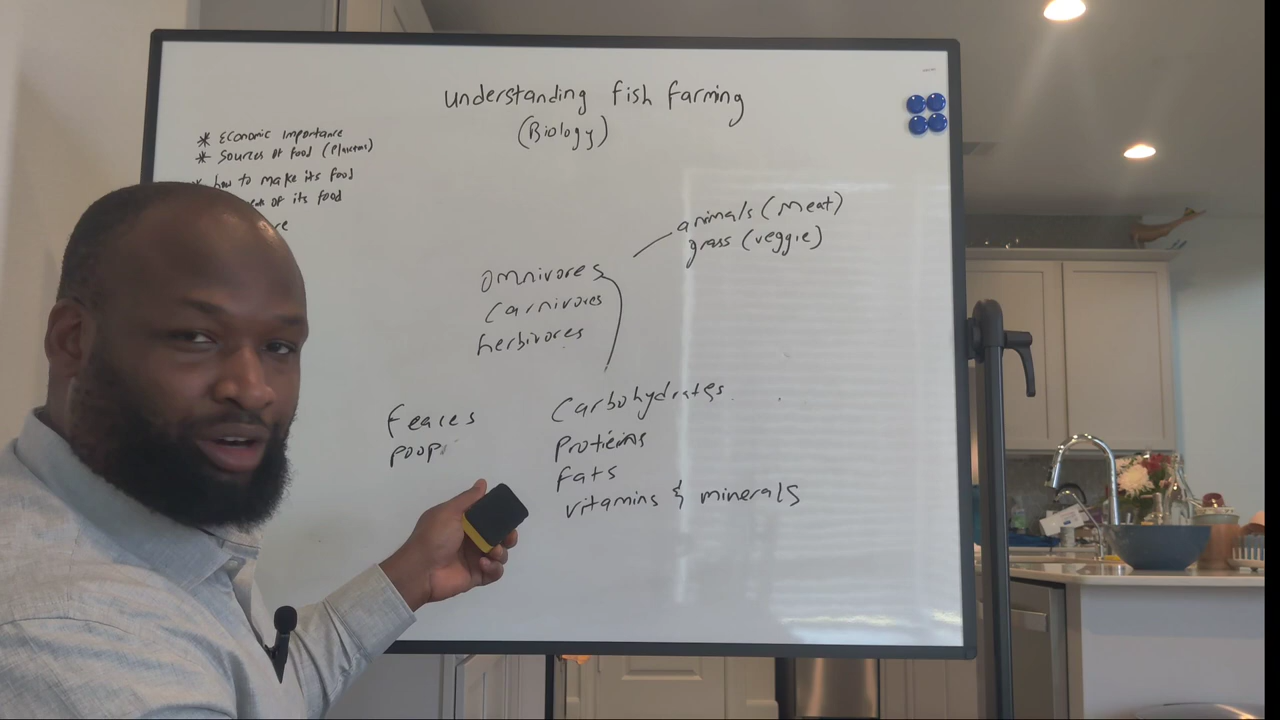 understanding fish farming
(Biology)
* Economic importance
* Sources of food
* how to make its food
of its food
animals (meat)
grass (veggie)
omnivores
Carnivores
herbivores
feaces
poop
Carbohydrates
Proteins
fats
vitamins & minerals